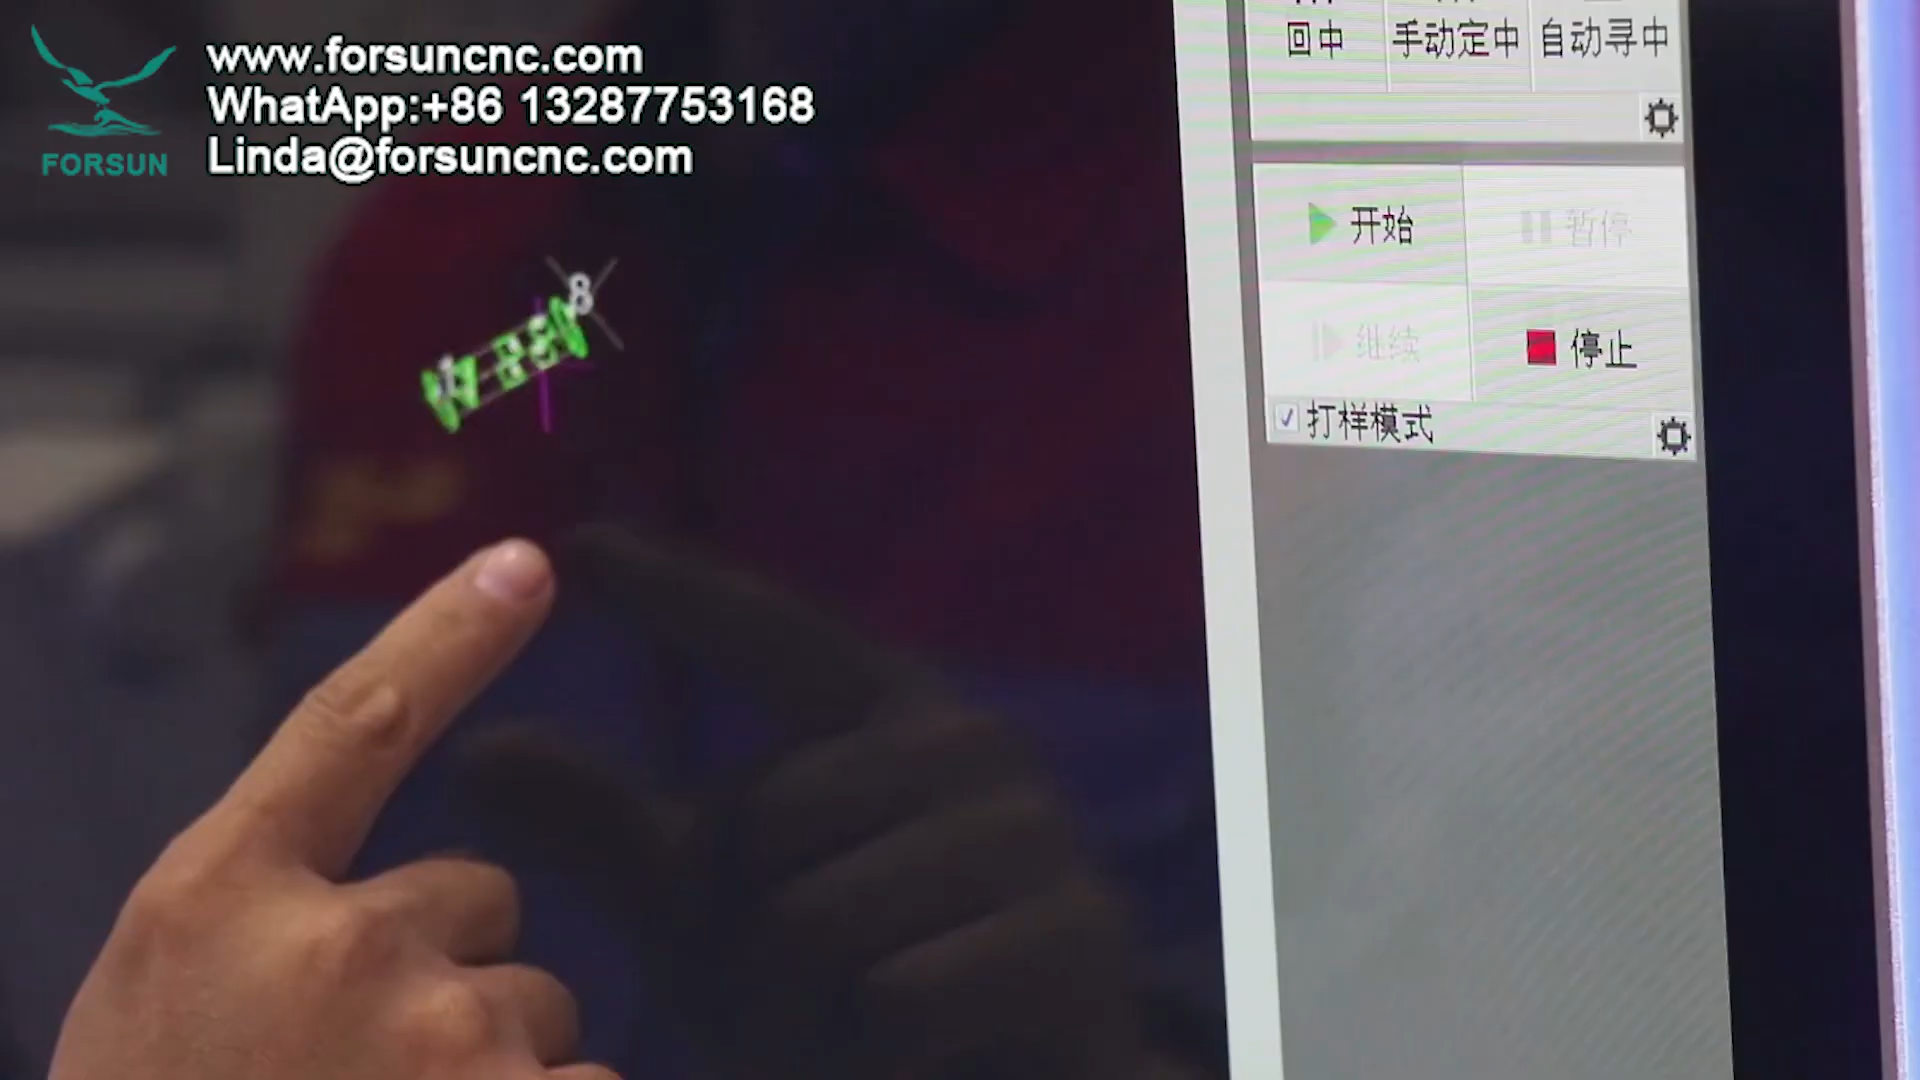 www.forsuncnc.com
WhatApp:+86 13287753168
FORSUN
Linda@forsuncnc.com
回中 手动定中 自动寻中
开始 暂停
继续 停止
打样模式
8